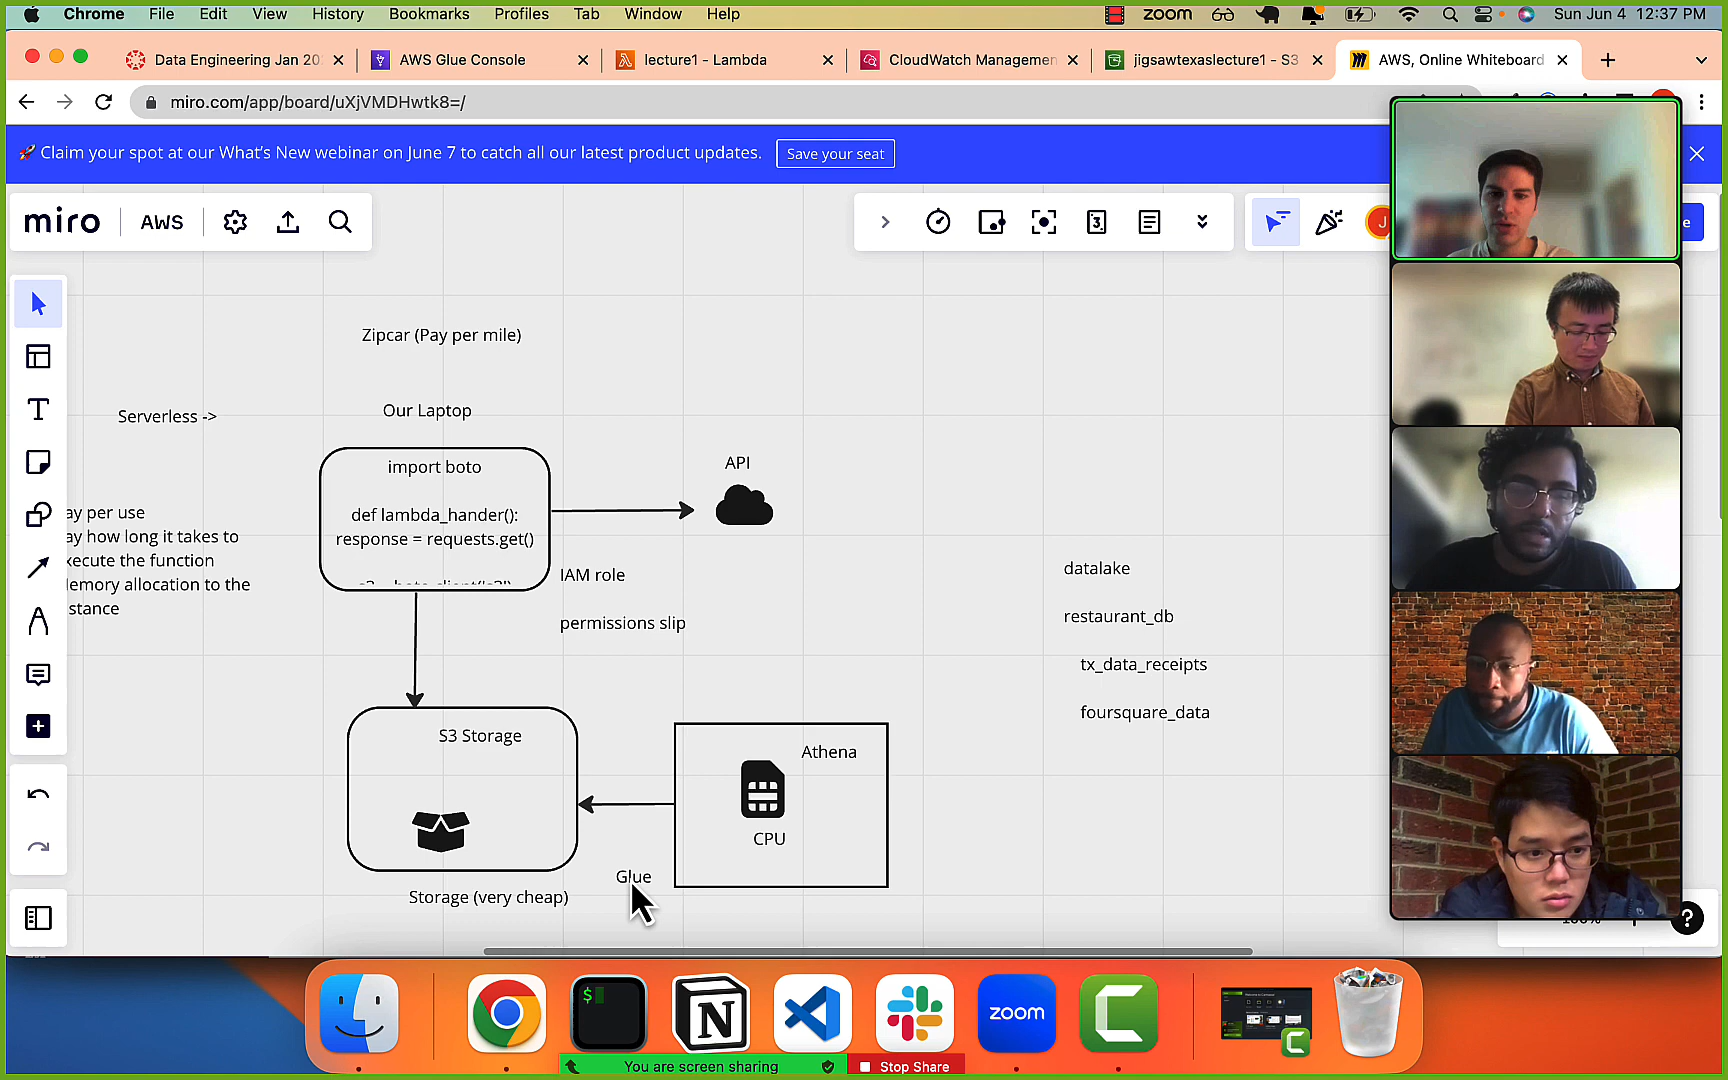 Chrome File Edit View History Bookmarks Profiles Tab Window Help
zoom
Sun Jun 4 12:37 PM
Data Engineering Jan 20
AWS Glue Console
lecture1 - Lambda
CloudWatch Managemen
jigsawtexaslecture1 - S3
AWS, Online Whiteboard
miro.com/app/board/uXjVMDHwtk8=/
Claim your spot at our What's New webinar on June 7 to catch all our latest product updates.
Save your seat
miro
AWS
J
e
Zipcar (Pay per mile)
Our Laptop
Serverless ->
import boto
def lambda_hander():
response = requests.get()
API
ay per use
ay how long it takes to
xecute the function
emory allocation to the
stance
IAM role
permissions slip
datalake
restaurant_db
tx_data_receipts
foursquare_data
S3 Storage
Athena
CPU
Glue
Storage (very cheap)
zoom
You are screen sharing
Stop Share